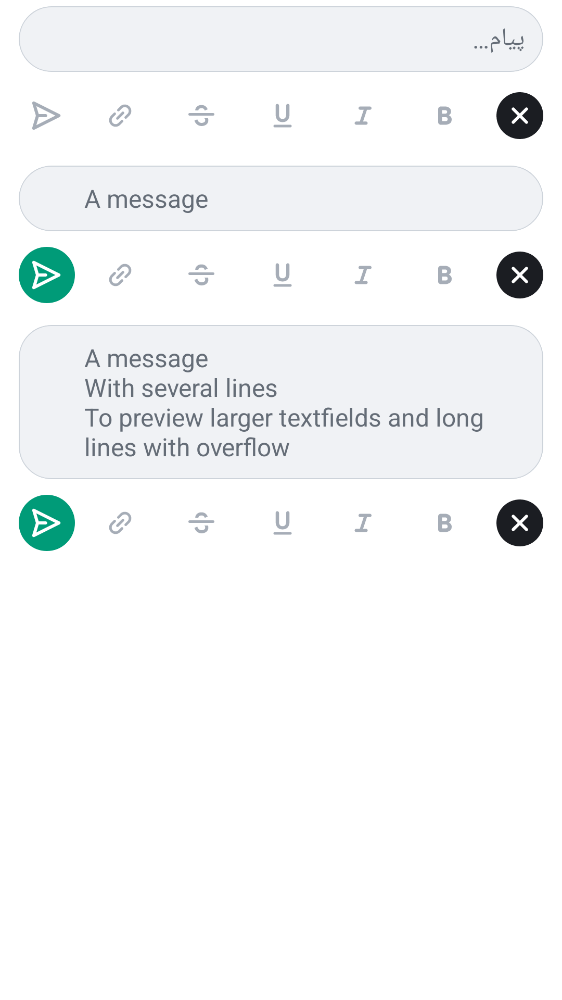 پیام…
A message
A message
With several lines
To preview larger textfields and long
lines with overflow